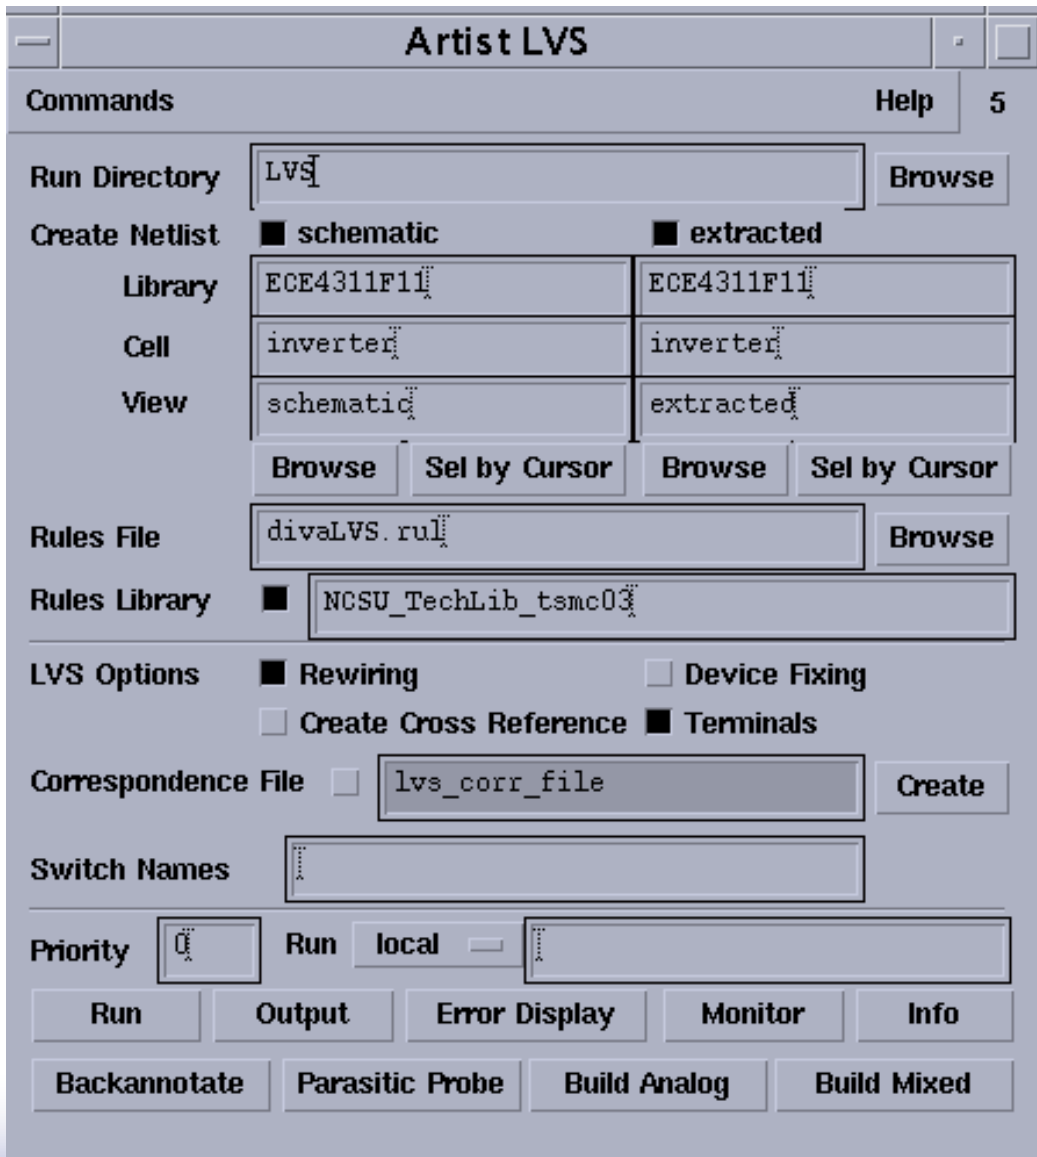 Artist LVS
Commands Help 5
Run Directory LVS Browse
Create Netlist schematic extracted
Library ECE4311F11 ECE4311F11
Cell inverter inverter
View schematic extracted
Browse Sel by Cursor Browse Sel by Cursor
Rules File divaLVS.rul Browse
Rules Library NCSU_TechLib_tsmc03
LVS Options Rewiring Device Fixing
Create Cross Reference Terminals
Correspondence File lvs_corr_file Create
Switch Names
Priority 0 Run local
Run Output Error Display Monitor Info
Backannotate Parasitic Probe Build Analog Build Mixed